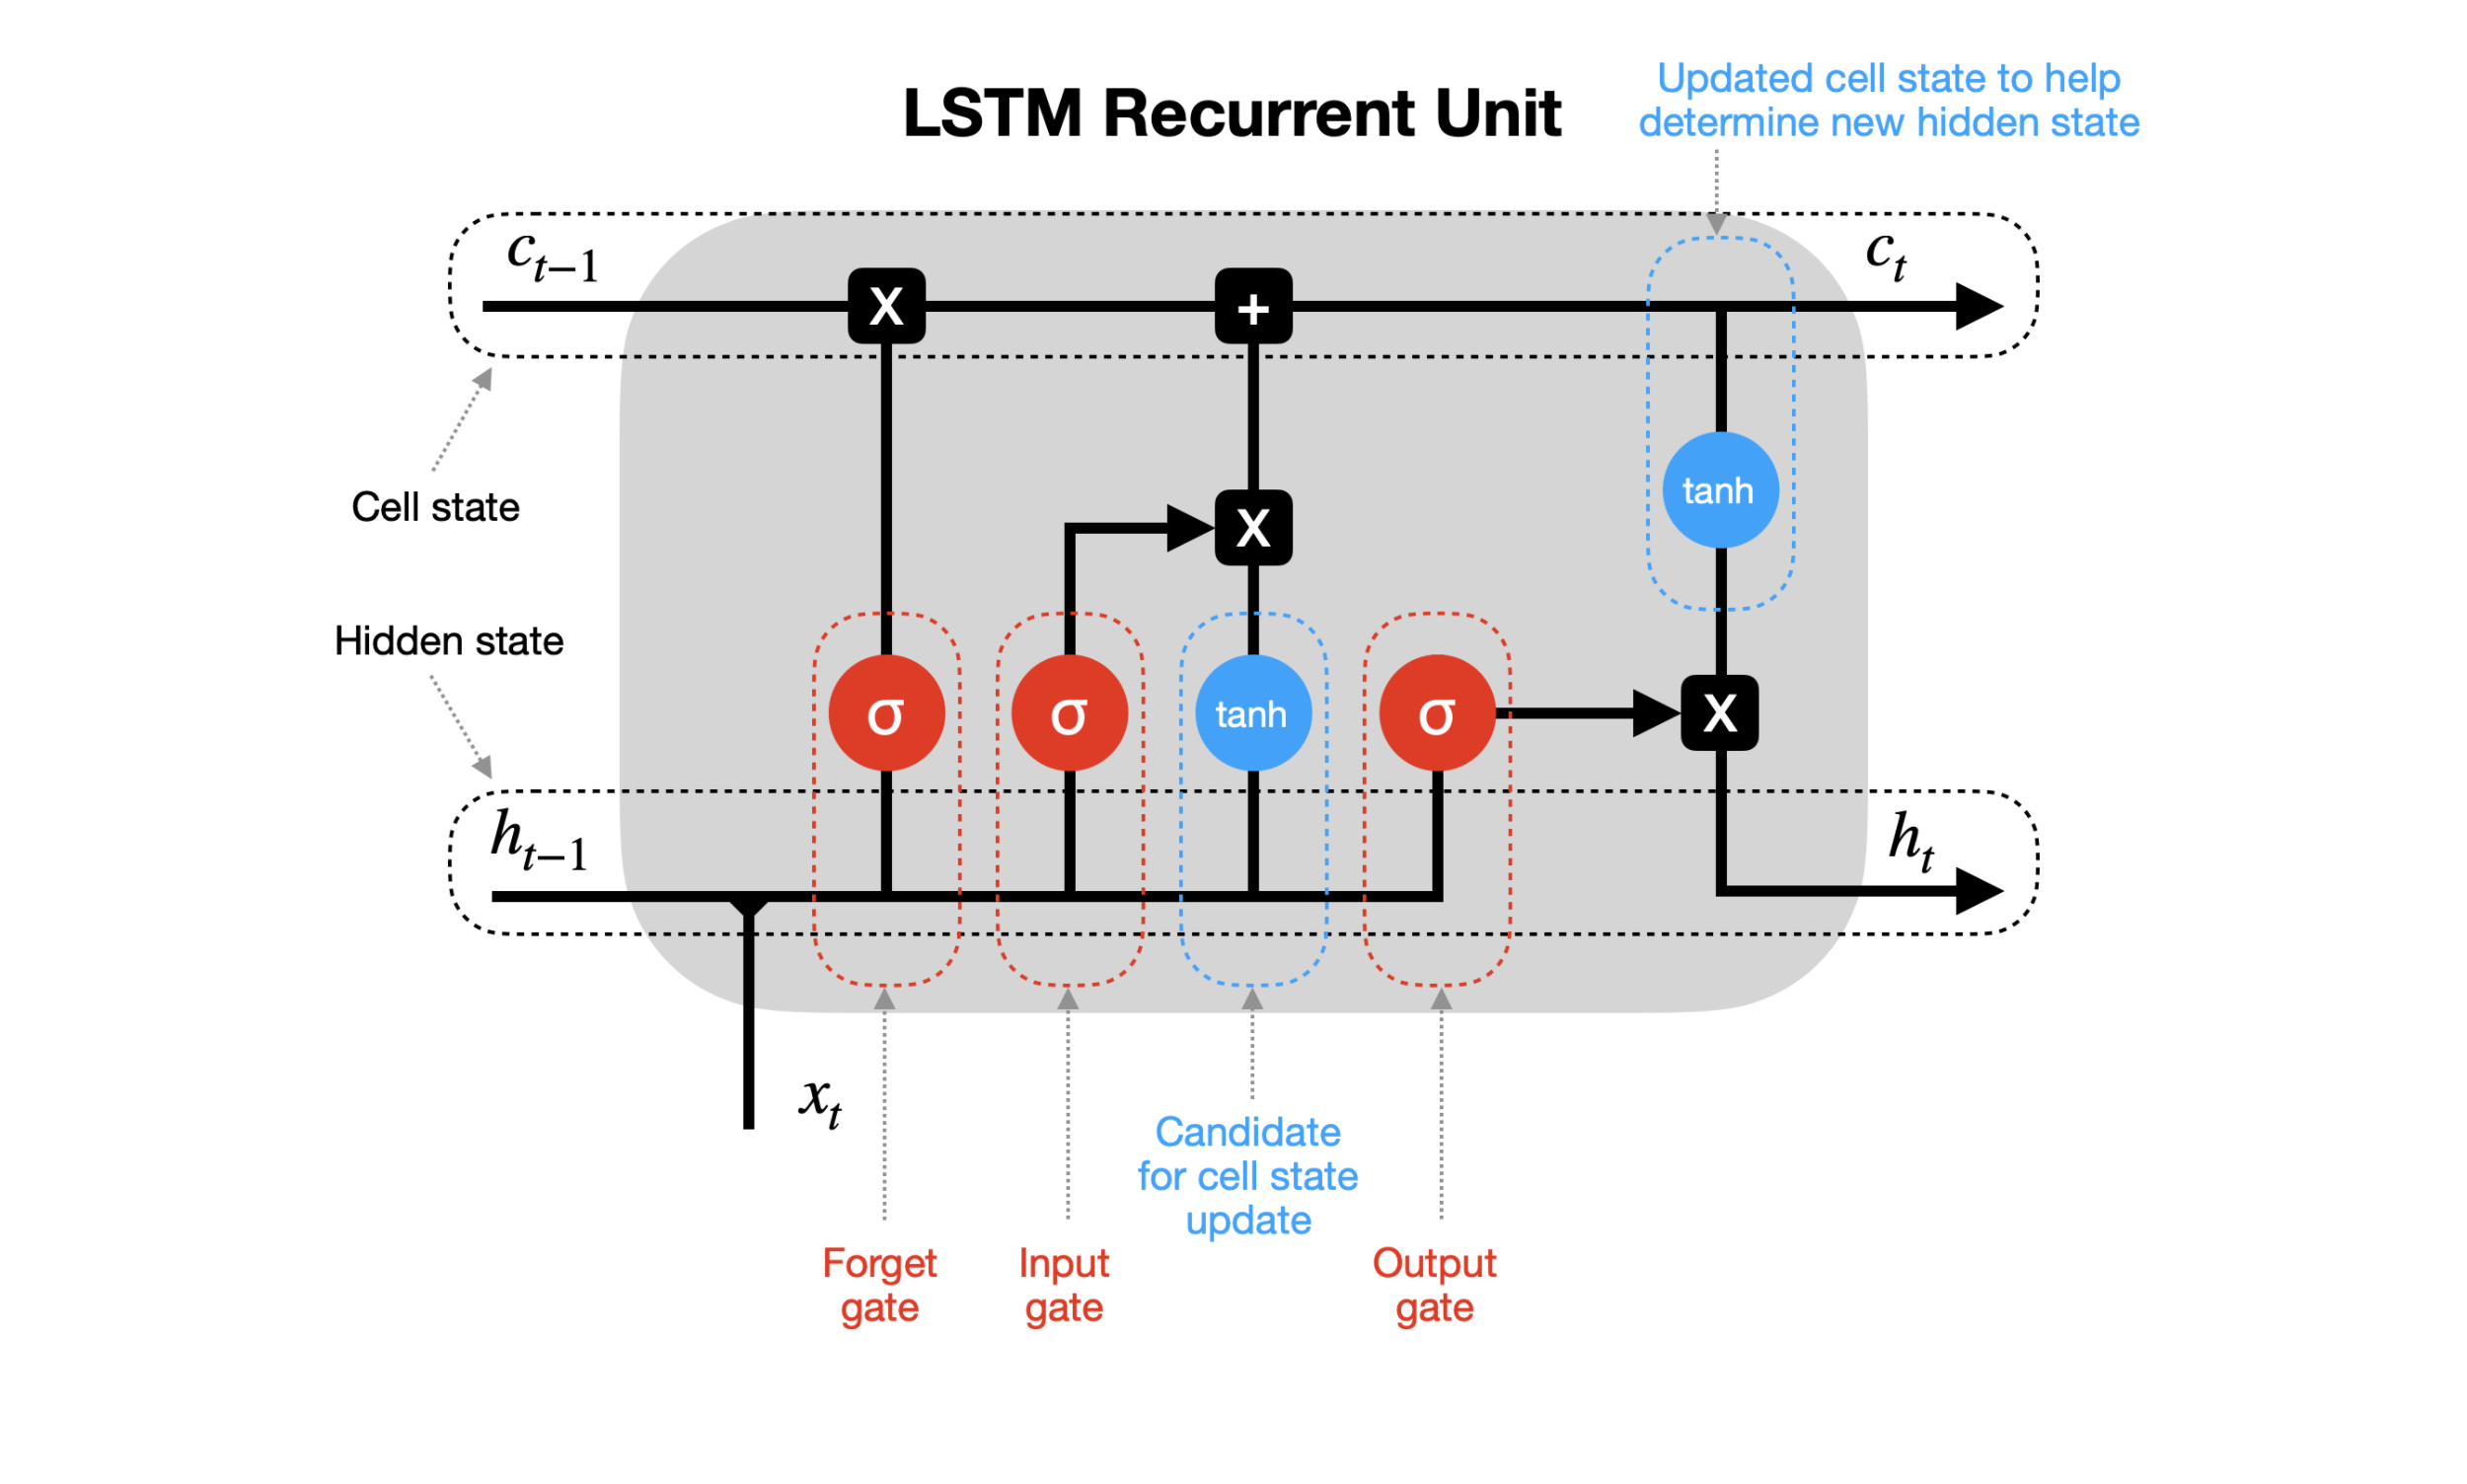 LSTM Recurrent Unit
Updated cell state to help
determine new hidden state
c_{t−1}
c_t
X
+
Cell state
tanh
X
Hidden state
σ
σ
tanh
σ
X
h_{t−1}
h_t
x_t
Candidate
for cell state
update
Forget
gate
Input
gate
Output
gate